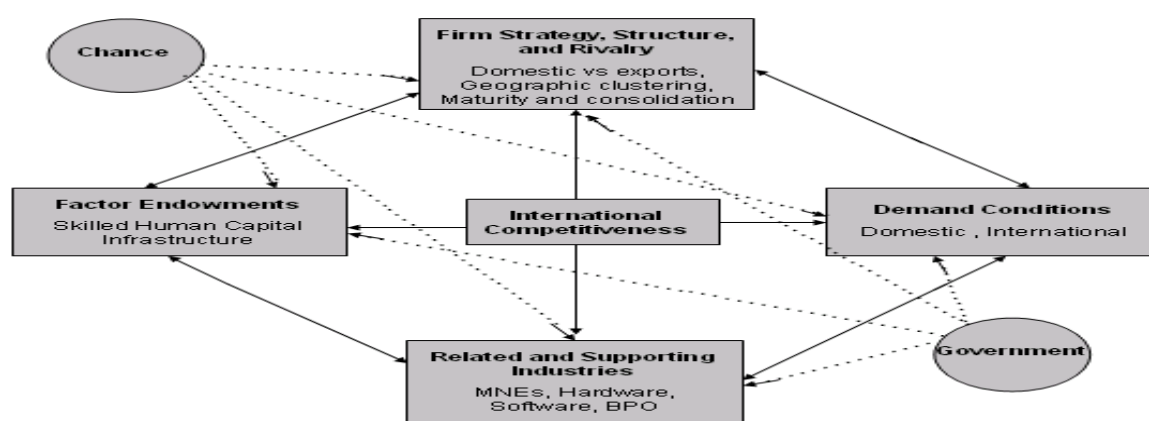 Chance
Firm Strategy, Structure,
and Rivalry
Domestic vs exports,
Geographic clustering,
Maturity and consolidation
Factor Endowments
Skilled Human Capital
Infrastructure
International
Competitiveness
Demand Conditions
Domestic , International
Related and Supporting
Industries
MNEs, Hardware,
Software, BPO
Government